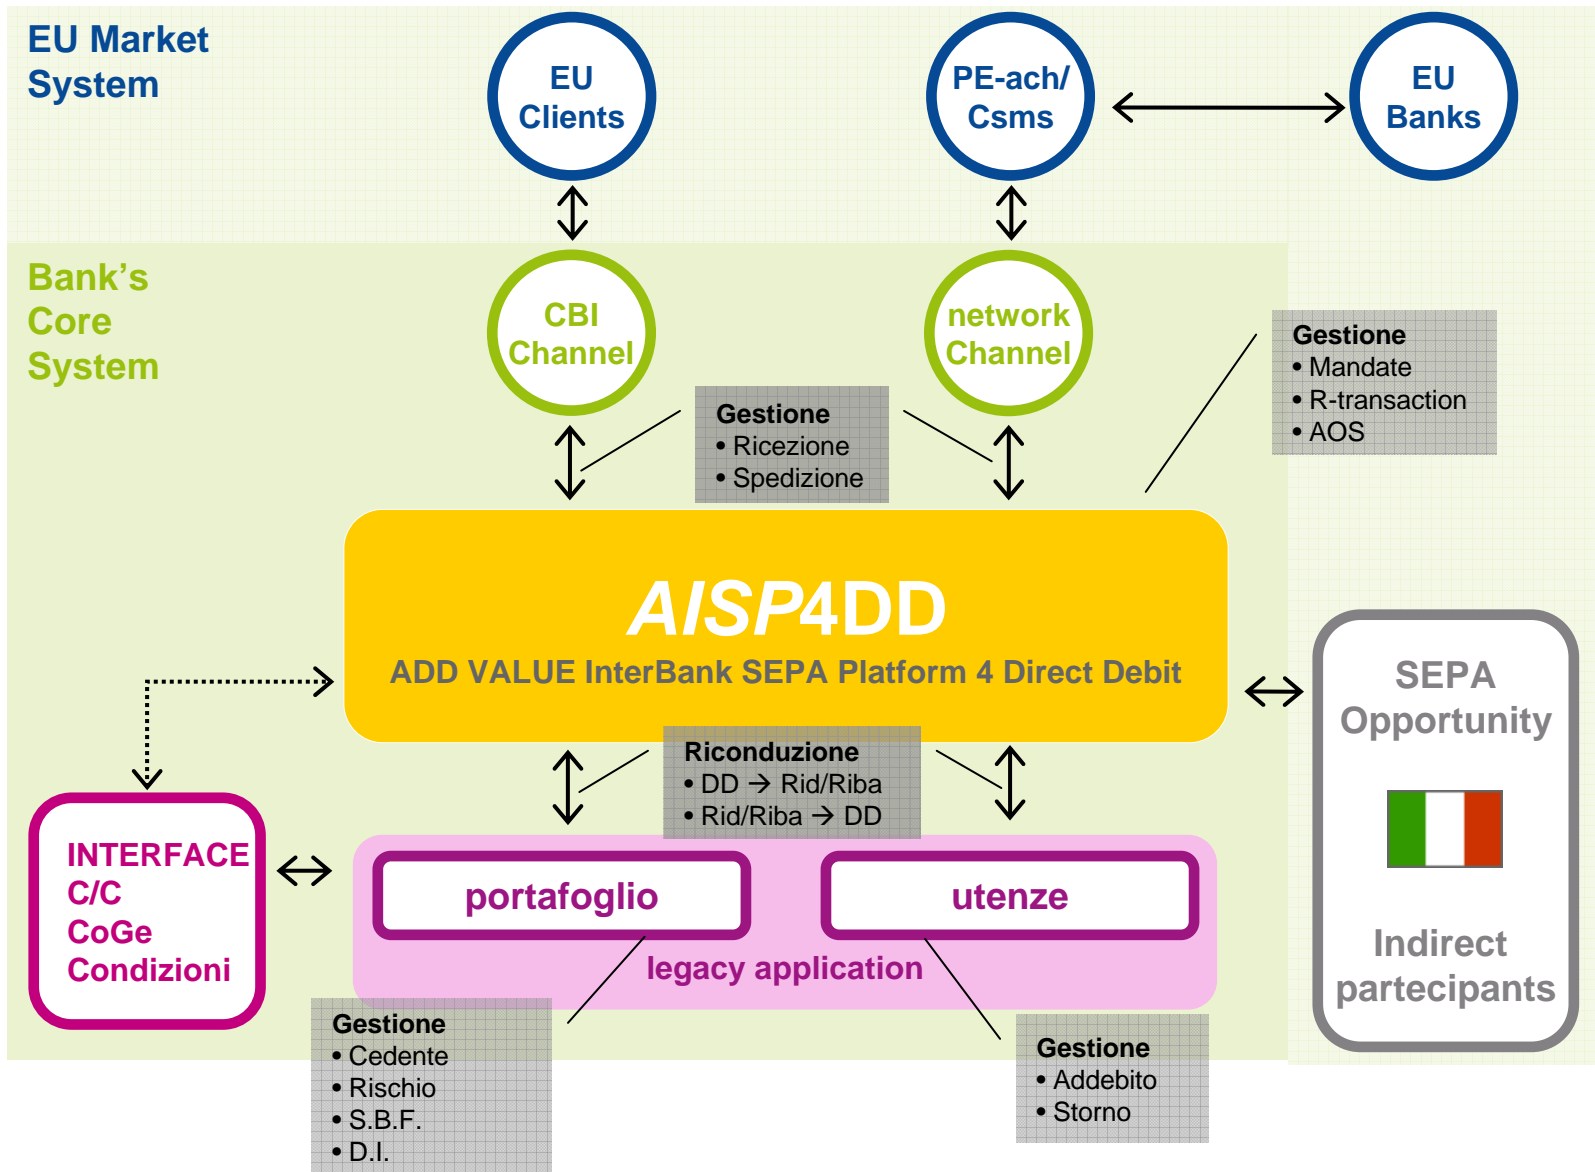 EU Market
System
EU
Clients
PE-ach/
Csms
EU
Banks
Bank's
Core
System
CBI
Channel
network
Channel
Gestione
• Mandate
• R-transaction
• AOS
Gestione
• Ricezione
• Spedizione
AISP4DD
ADD VALUE InterBank SEPA Platform 4 Direct Debit
SEPA
Opportunity
Indirect
partecipants
Riconduzione
• DD → Rid/Riba
• Rid/Riba → DD
INTERFACE
C/C
CoGe
Condizioni
portafoglio
utenze
legacy application
Gestione
• Cedente
• Rischio
• S.B.F.
• D.I.
Gestione
• Addebito
• Storno